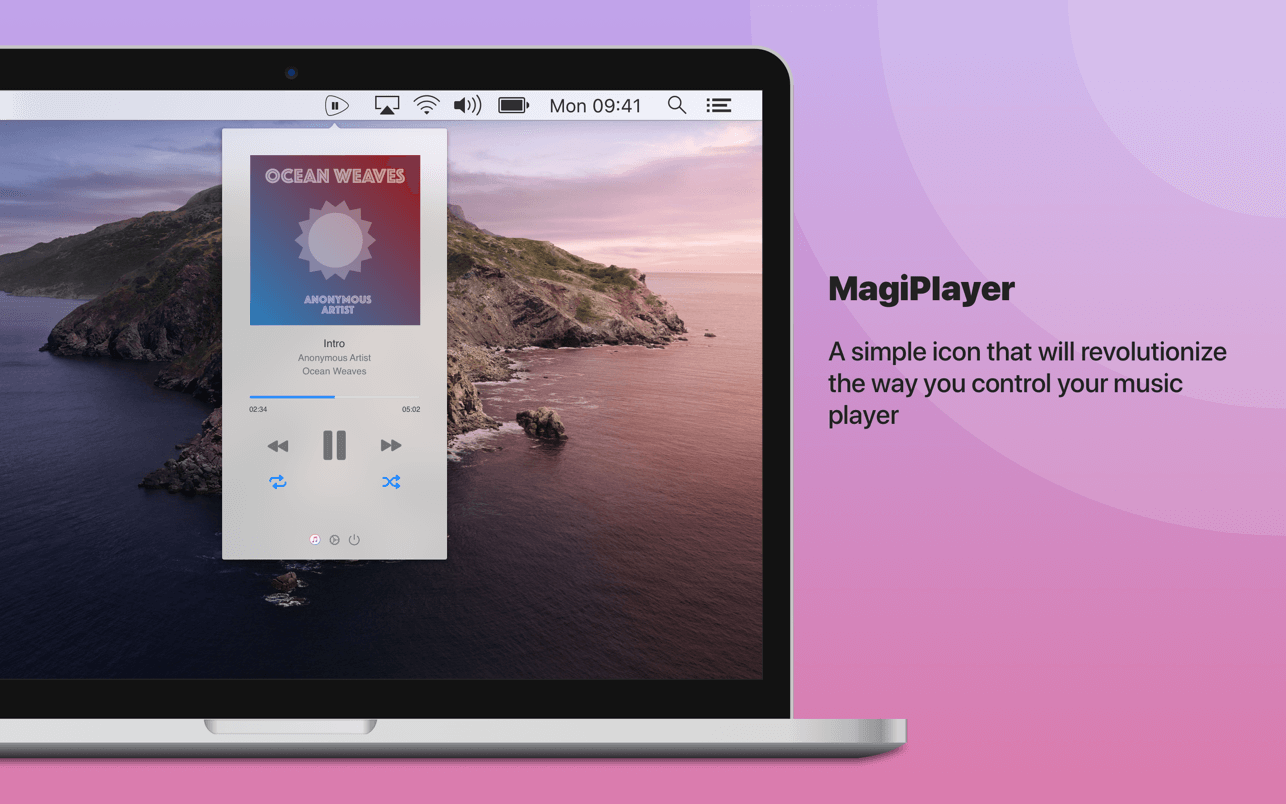 Mon 09:41
OCEAN WEAVES
ANONYMOUS
ARTIST
Intro
Anonymous Artist
Ocean Weaves
02:34 05:02
MagiPlayer
A simple icon that will revolutionize
the way you control your music
player